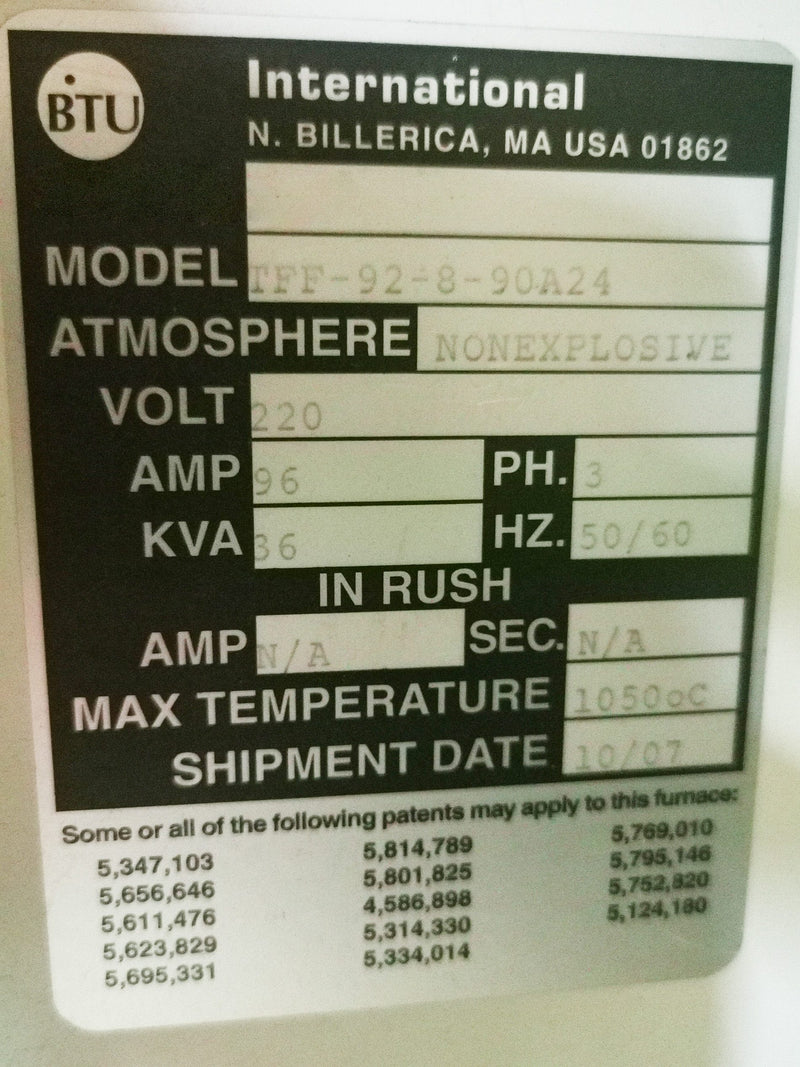 BTU International
N. BILLERICA, MA USA 01862
MODEL TFF-92-8-90A24
ATMOSPHERE NONEXPLOSIVE
VOLT 220
AMP 96 PH. 3
KVA 36 HZ. 50/60
IN RUSH
AMP N/A SEC. N/A
MAX TEMPERATURE 1050oC
SHIPMENT DATE 10/07
Some or all of the following patents may apply to this furnace:
5,347,103 5,814,789 5,769,010
5,656,646 5,801,825 5,795,146
5,611,476 4,586,898 5,752,820
5,623,829 5,314,330 5,124,180
5,695,331 5,334,014